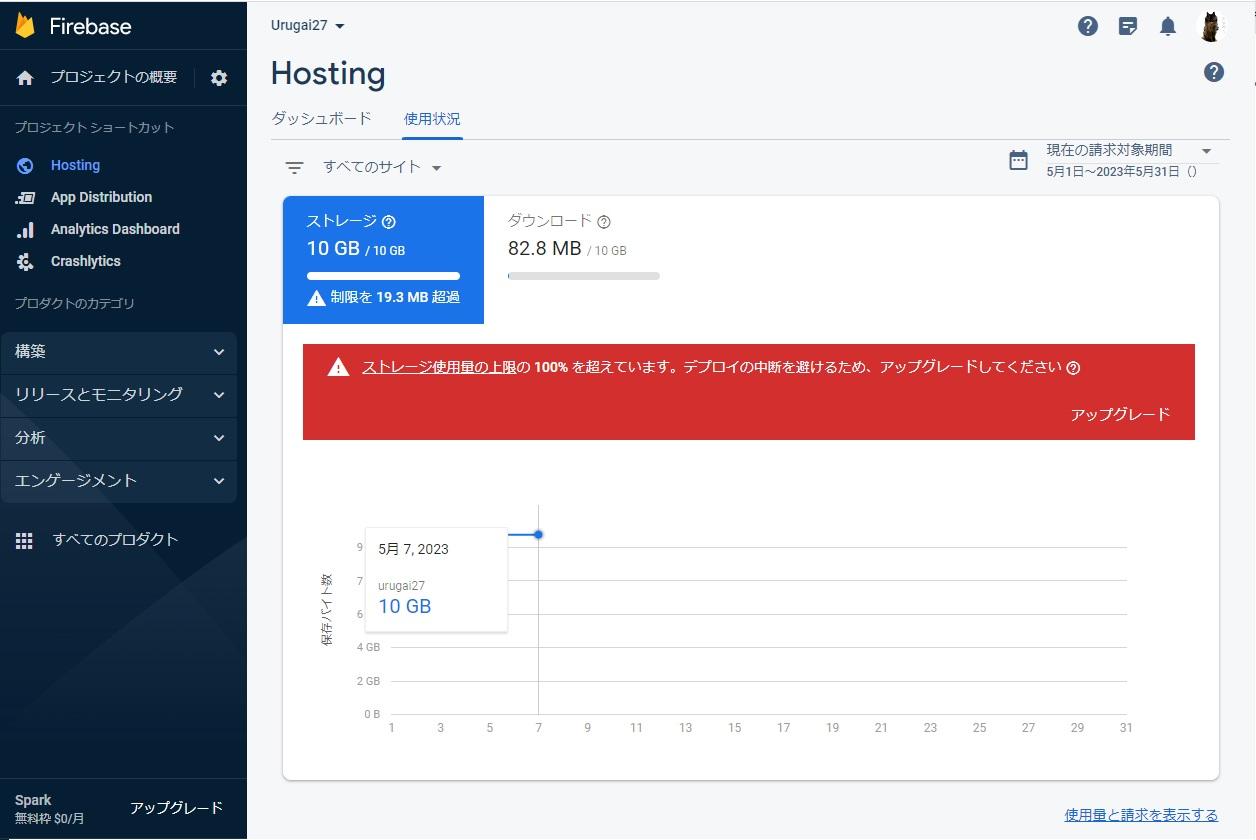 Firebase
プロジェクトの概要
プロジェクト ショートカット
Hosting
App Distribution
Analytics Dashboard
Crashlytics
プロダクトのカテゴリ
構築
リリースとモニタリング
分析
エンゲージメント
すべてのプロダクト
Spark
無料枠 $0/月
アップグレード
Urugai27
Hosting
ダッシュボード 使用状況
すべてのサイト
現在の請求対象期間
5月1日～2023年5月31日（）
ストレージ
10 GB / 10 GB
制限を 19.3 MB 超過
ダウンロード
82.8 MB / 10 GB
ストレージ使用量の上限の 100% を超えています。デプロイの中断を避けるため、アップグレードしてください
アップグレード
保存バイト数
9
7
6
4 GB
2 GB
0 B
5月 7, 2023
urugai27
10 GB
1 3 5 7 9 11 13 15 17 19 21 23 25 27 29 31
使用量と請求を表示する